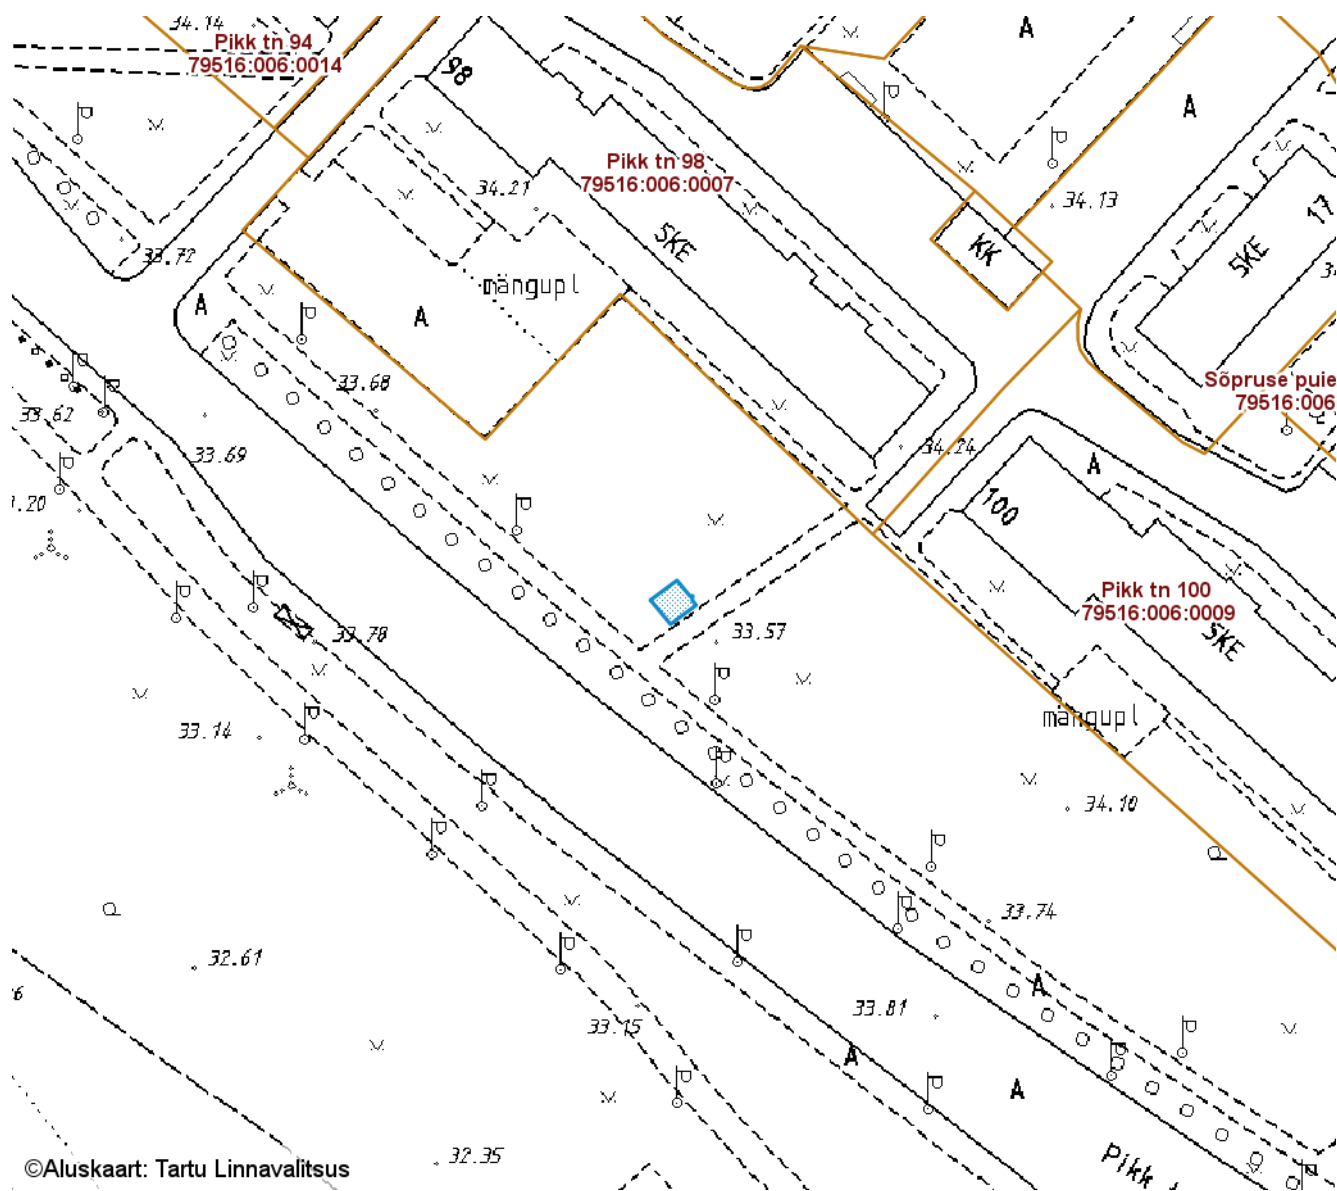 34.14
Pikk tn 94
79516:006:0014
98
A
A
Pikk tn 98
79516:006:0007
34.21
34.13
17
SKE
KK
SKE
33.72
mängupl
A
A
33.68
Sõpruse puie
79516:006
33.62
33.69
34.24
A
100
Pikk tn 100
79516:006:0009
33.57
33.78
SKE
33.14
mängupl
34.10
33.74
32.61
A
33.81
33.15
A
A
Pikk
32.35
©Aluskaart: Tartu Linnavalitsus